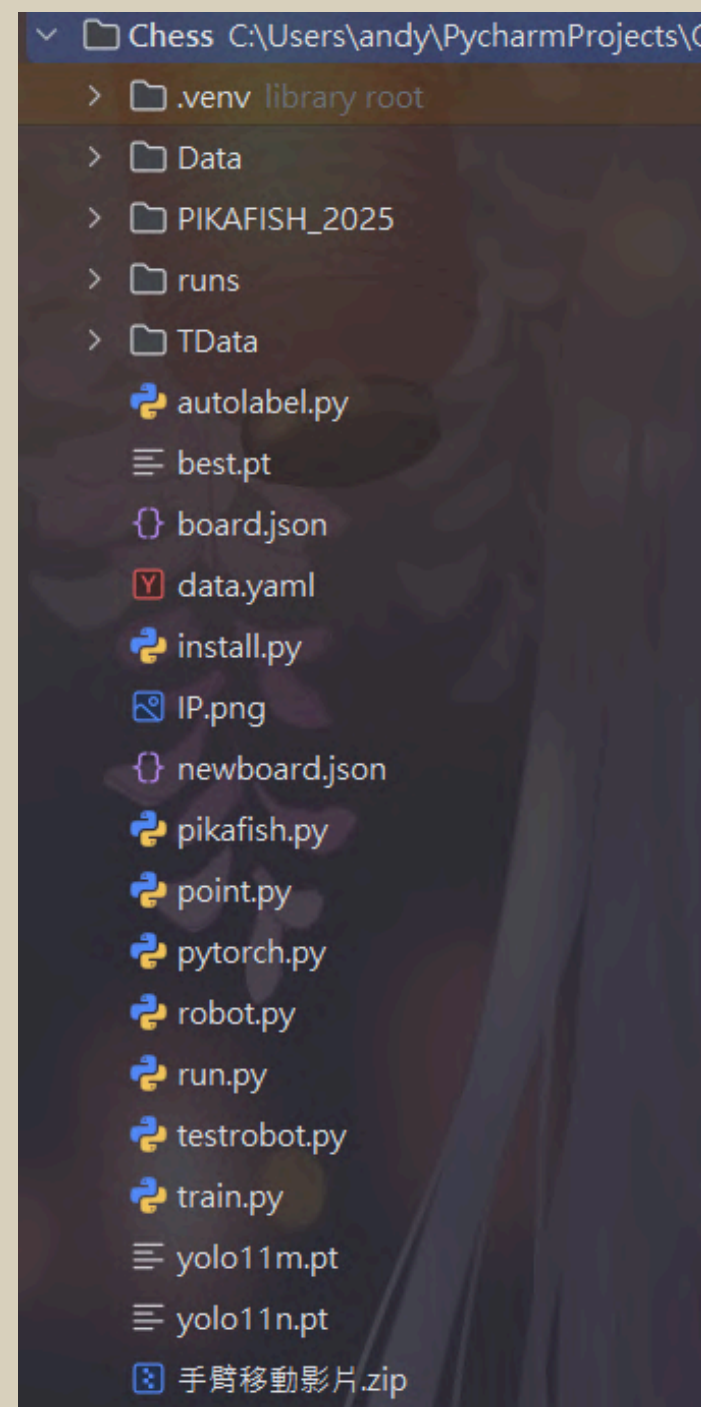 Chess C:\Users\andy\PycharmProjects\
.venv library root
Data
PIKAFISH_2025
runs
TData
autolabel.py
best.pt
board.json
data.yaml
install.py
IP.png
newboard.json
pikafish.py
point.py
pytorch.py
robot.py
run.py
testrobot.py
train.py
yolo11m.pt
yolo11n.pt
手臂移動影片.zip